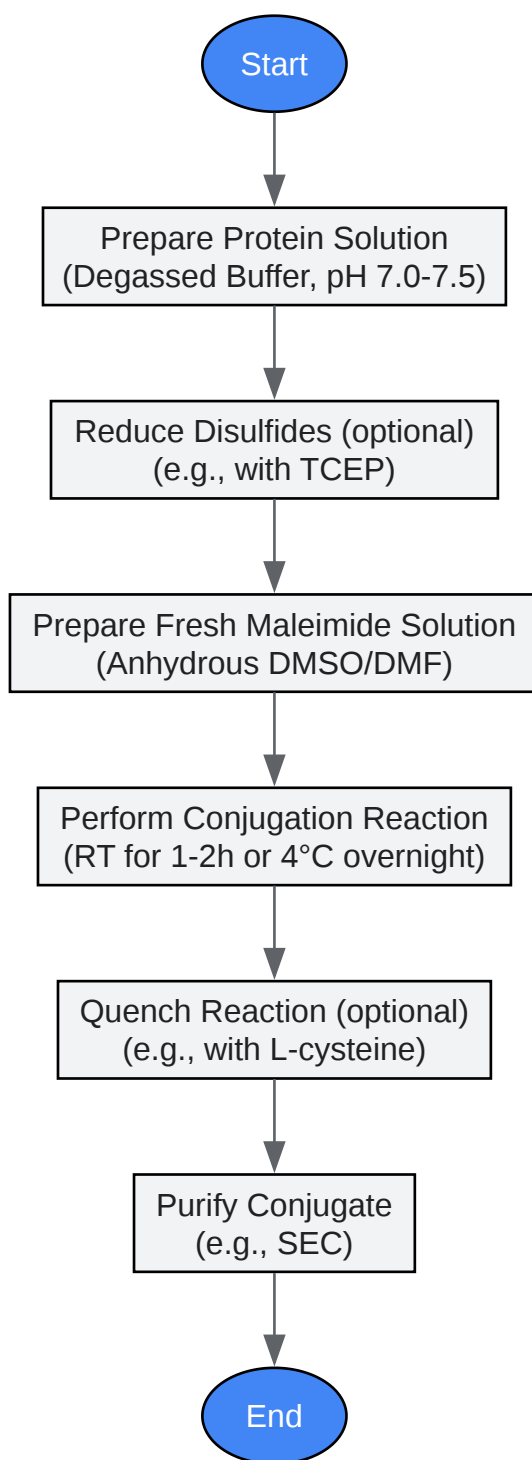 Start
Prepare Protein Solution
(Degassed Buffer, pH 7.0-7.5)
Reduce Disulfides (optional)
(e.g., with TCEP)
Prepare Fresh Maleimide Solution
(Anhydrous DMSO/DMF)
Perform Conjugation Reaction
(RT for 1-2h or 4°C overnight)
Quench Reaction (optional)
(e.g., with L-cysteine)
Purify Conjugate
(e.g., SEC)
End